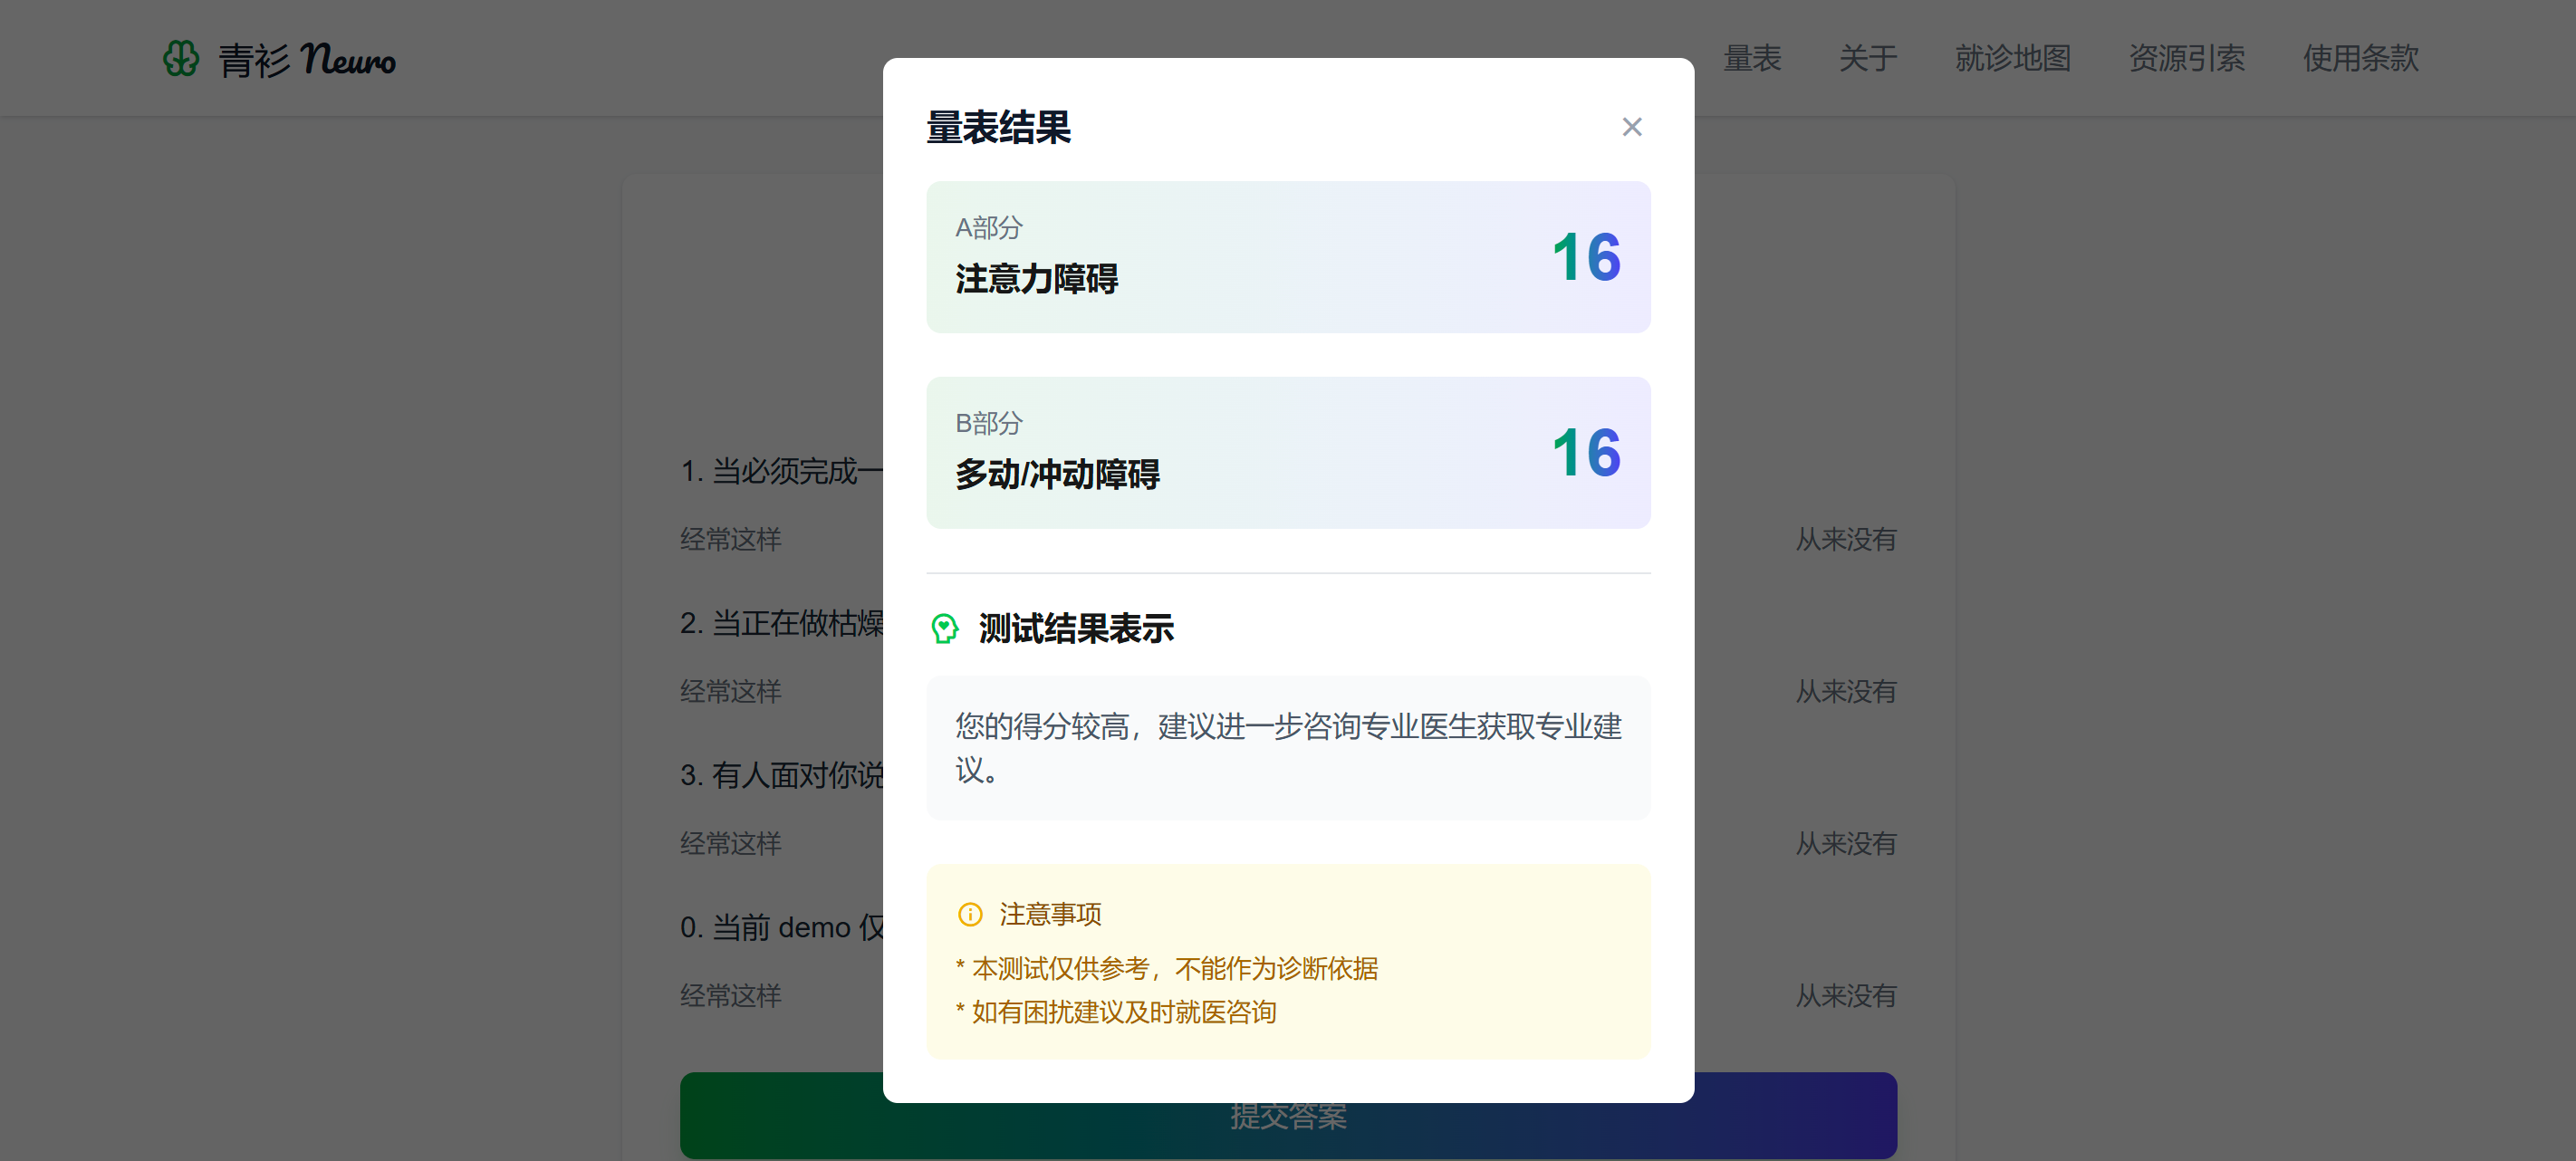 青衫 Neuro
量表 关于 就诊地图 资源引索 使用条款
量表结果
A部分
注意力障碍
16
B部分
多动/冲动障碍
16
测试结果表示
您的得分较高，建议进一步咨询专业医生获取专业建
议。
注意事项
* 本测试仅供参考，不能作为诊断依据
* 如有困扰建议及时就医咨询
1. 当必须完成一
经常这样 从来没有
2. 当正在做枯燥
经常这样 从来没有
3. 有人面对你说
经常这样 从来没有
0. 当前 demo 仅
经常这样 从来没有
提交答案